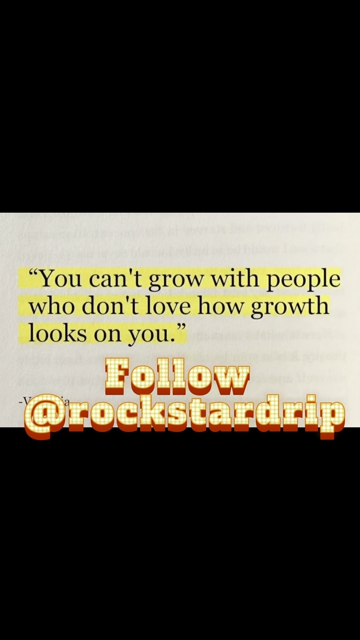 “You can't grow with people
who don't love how growth
looks on you.”
Follow
@rockstardrip